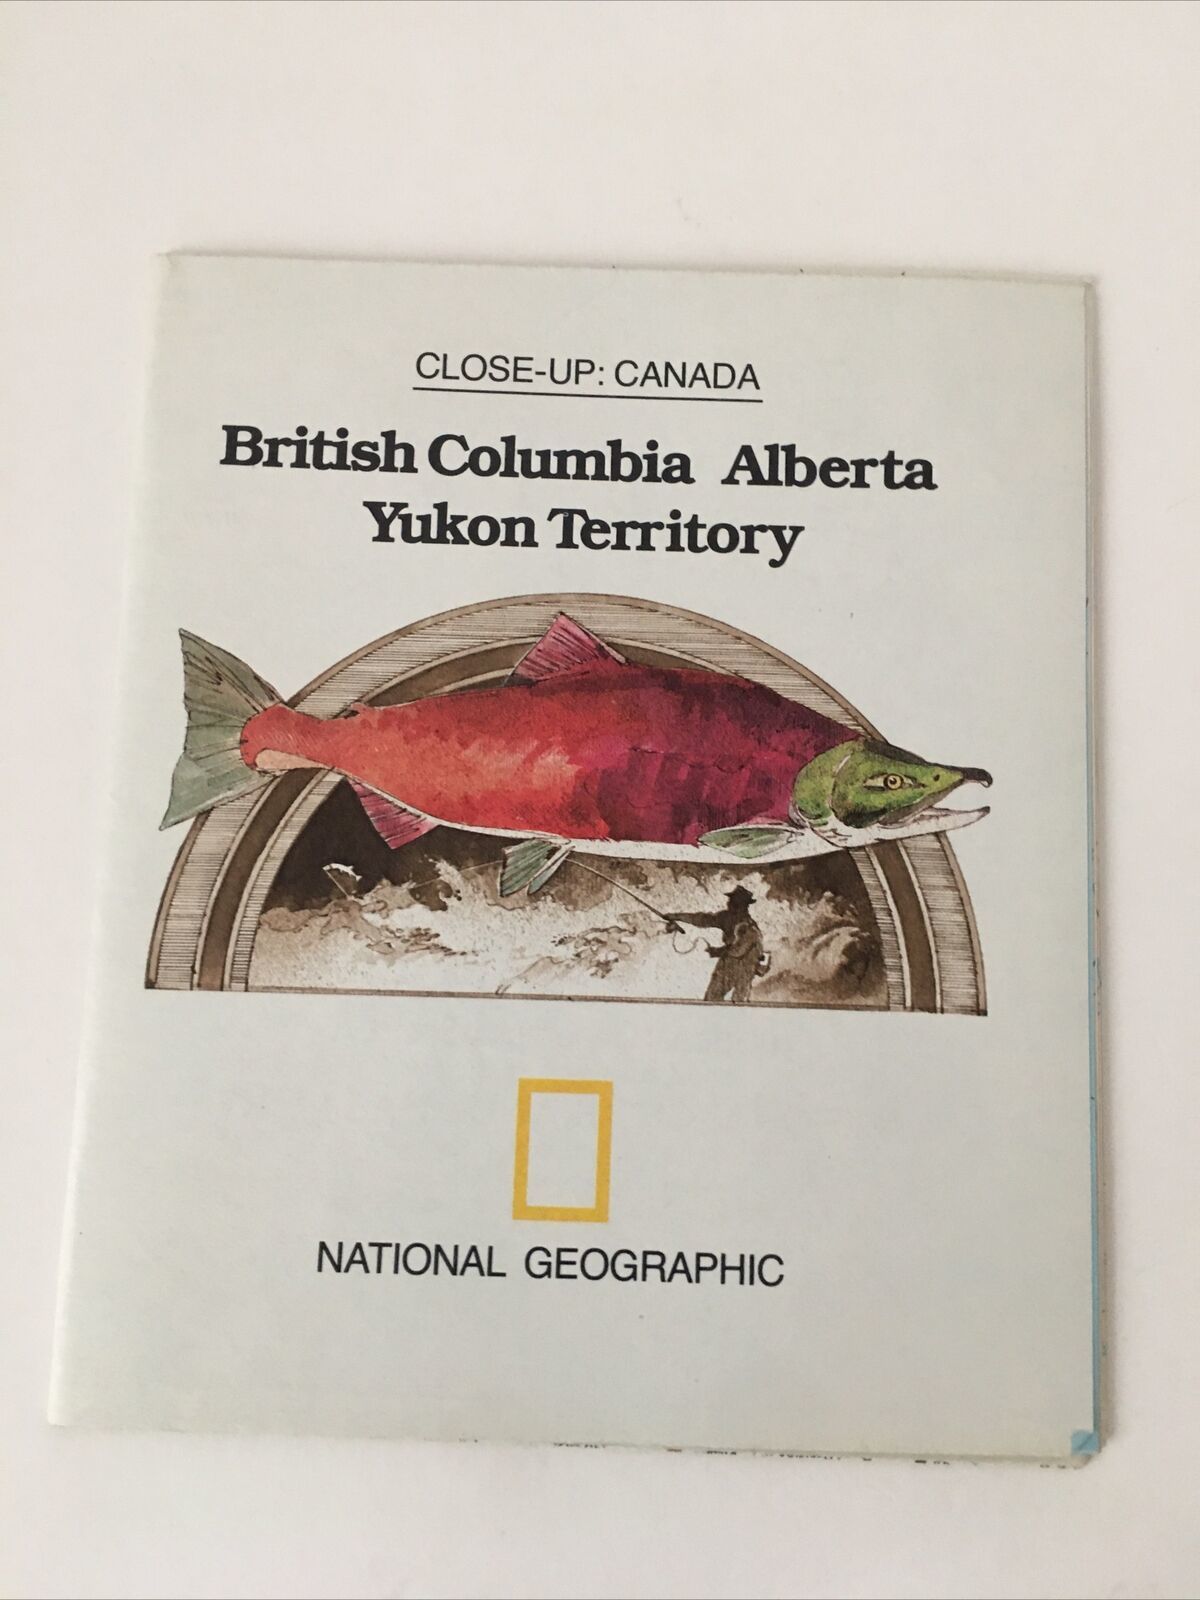 CLOSE-UP: CANADA
British Columbia Alberta
Yukon Territory
NATIONAL GEOGRAPHIC